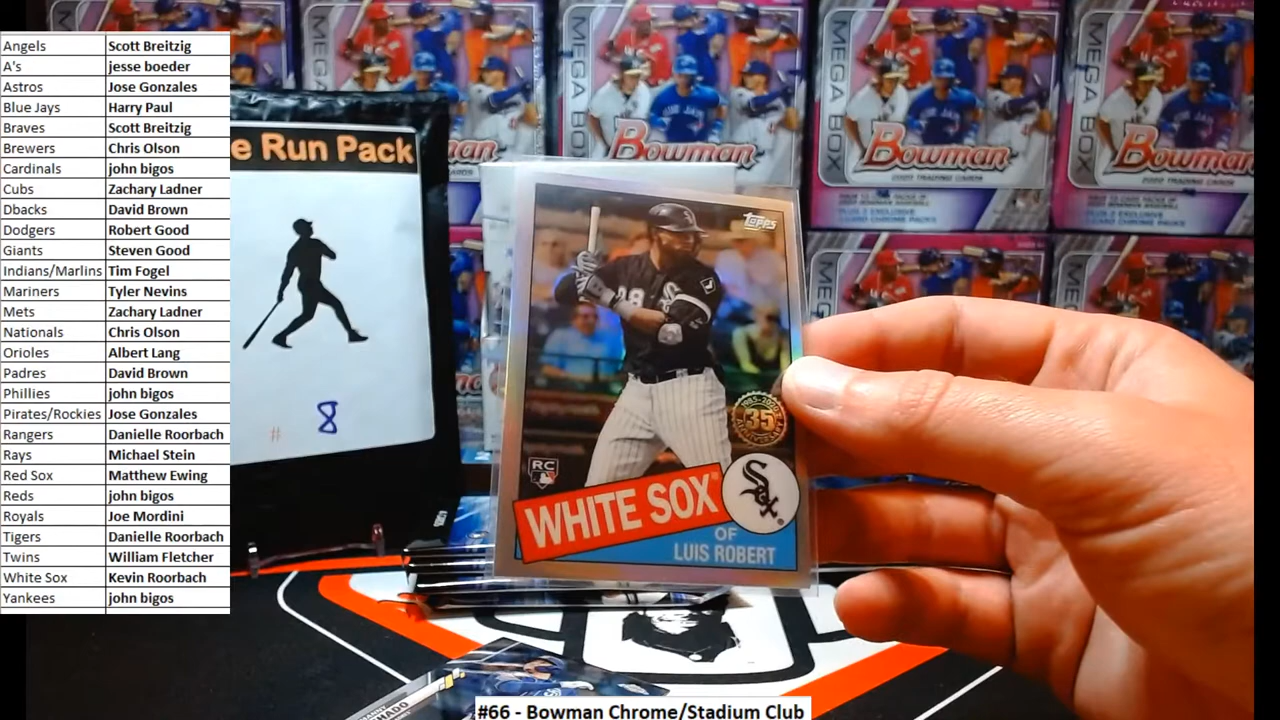 Angels Scott Breitzig
A's jesse boeder
Astros Jose Gonzales
Blue Jays Harry Paul
Braves Scott Breitzig
Brewers Chris Olson
Cardinals john bigos
Cubs Zachary Ladner
Dbacks David Brown
Dodgers Robert Good
Giants Steven Good
Indians/Marlins Tim Fogel
Mariners Tyler Nevins
Mets Zachary Ladner
Nationals Chris Olson
Orioles Albert Lang
Padres David Brown
Phillies john bigos
Pirates/Rockies Jose Gonzales
Rangers Danielle Roorbach
Rays Michael Stein
Red Sox Matthew Ewing
Reds john bigos
Royals Joe Mordini
Tigers Danielle Roorbach
Twins William Fletcher
White Sox Kevin Roorbach
Yankees john bigos
e Run Pack
# 8
Topps
35
ANNIVERSARY
RC
WHITE SOX
Sox
OF
LUIS ROBERT
MEGA BOX
Bowman
MEGA BOX
Bowman
MEGA BOX
Bowman
#66 - Bowman Chrome/Stadium Club